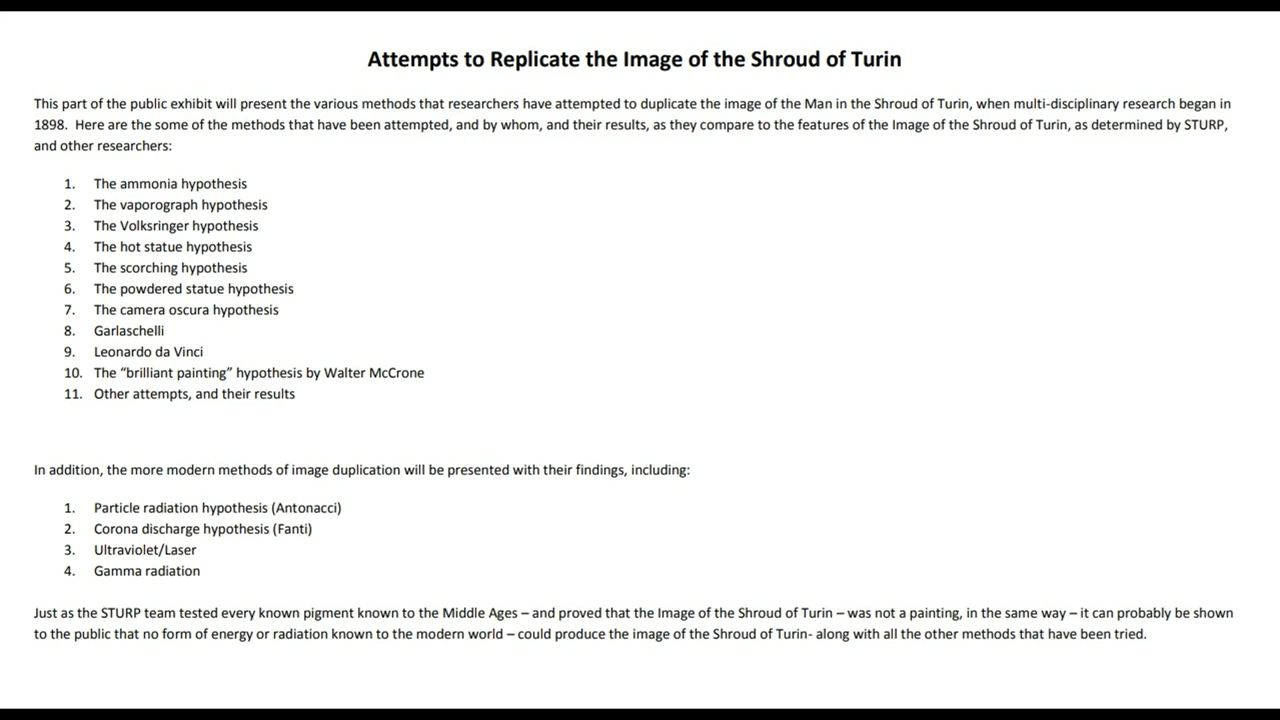 Attempts to Replicate the Image of the Shroud of Turin
This part of the public exhibit will present the various methods that researchers have attempted to duplicate the image of the Man in the Shroud of Turin, when multi-disciplinary research began in
1898.  Here are the some of the methods that have been attempted, and by whom, and their results, as they compare to the features of the Image of the Shroud of Turin, as determined by STURP,
and other researchers:
1. The ammonia hypothesis
2. The vaporograph hypothesis
3. The Volksringer hypothesis
4. The hot statue hypothesis
5. The scorching hypothesis
6. The powdered statue hypothesis
7. The camera oscura hypothesis
8. Garlaschelli
9. Leonardo da Vinci
10. The “brilliant painting” hypothesis by Walter McCrone
11. Other attempts, and their results
In addition, the more modern methods of image duplication will be presented with their findings, including:
1. Particle radiation hypothesis (Antonacci)
2. Corona discharge hypothesis (Fanti)
3. Ultraviolet/Laser
4. Gamma radiation
Just as the STURP team tested every known pigment known to the Middle Ages – and proved that the Image of the Shroud of Turin – was not a painting, in the same way – it can probably be shown
to the public that no form of energy or radiation known to the modern world – could produce the image of the Shroud of Turin- along with all the other methods that have been tried.